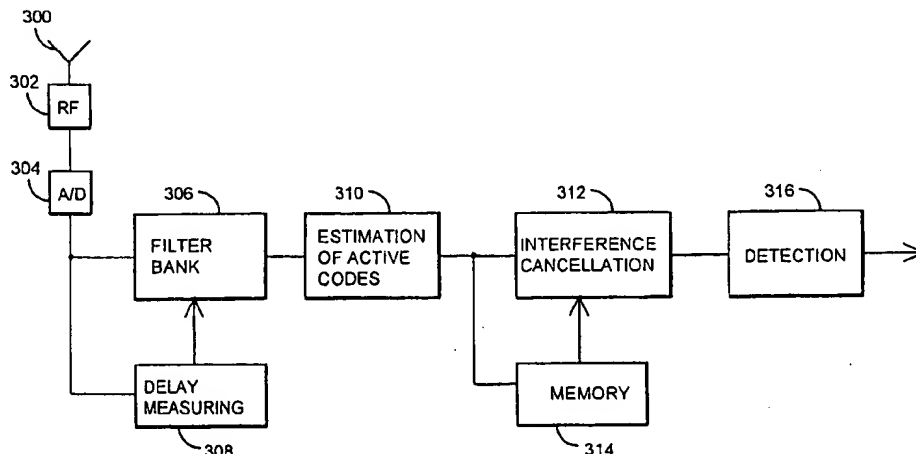 300
302
RF
304
A/D
306
FILTER
BANK
310
ESTIMATION
OF ACTIVE
CODES
312
INTERFERENCE
CANCELLATION
316
DETECTION
DELAY
MEASURING
308
MEMORY
314